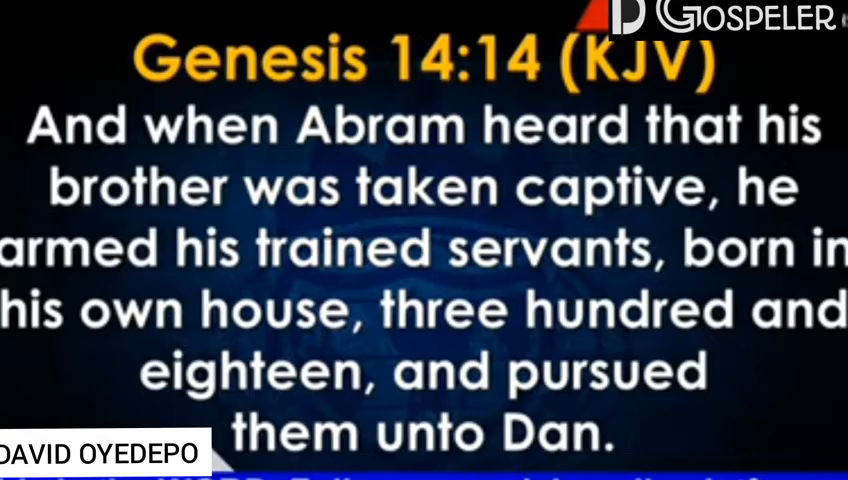 D GOSPELER
Genesis 14:14 (KJV)
And when Abram heard that his
brother was taken captive, he
armed his trained servants, born in
his own house, three hundred and
eighteen, and pursued
them unto Dan.
DAVID OYEDEPO